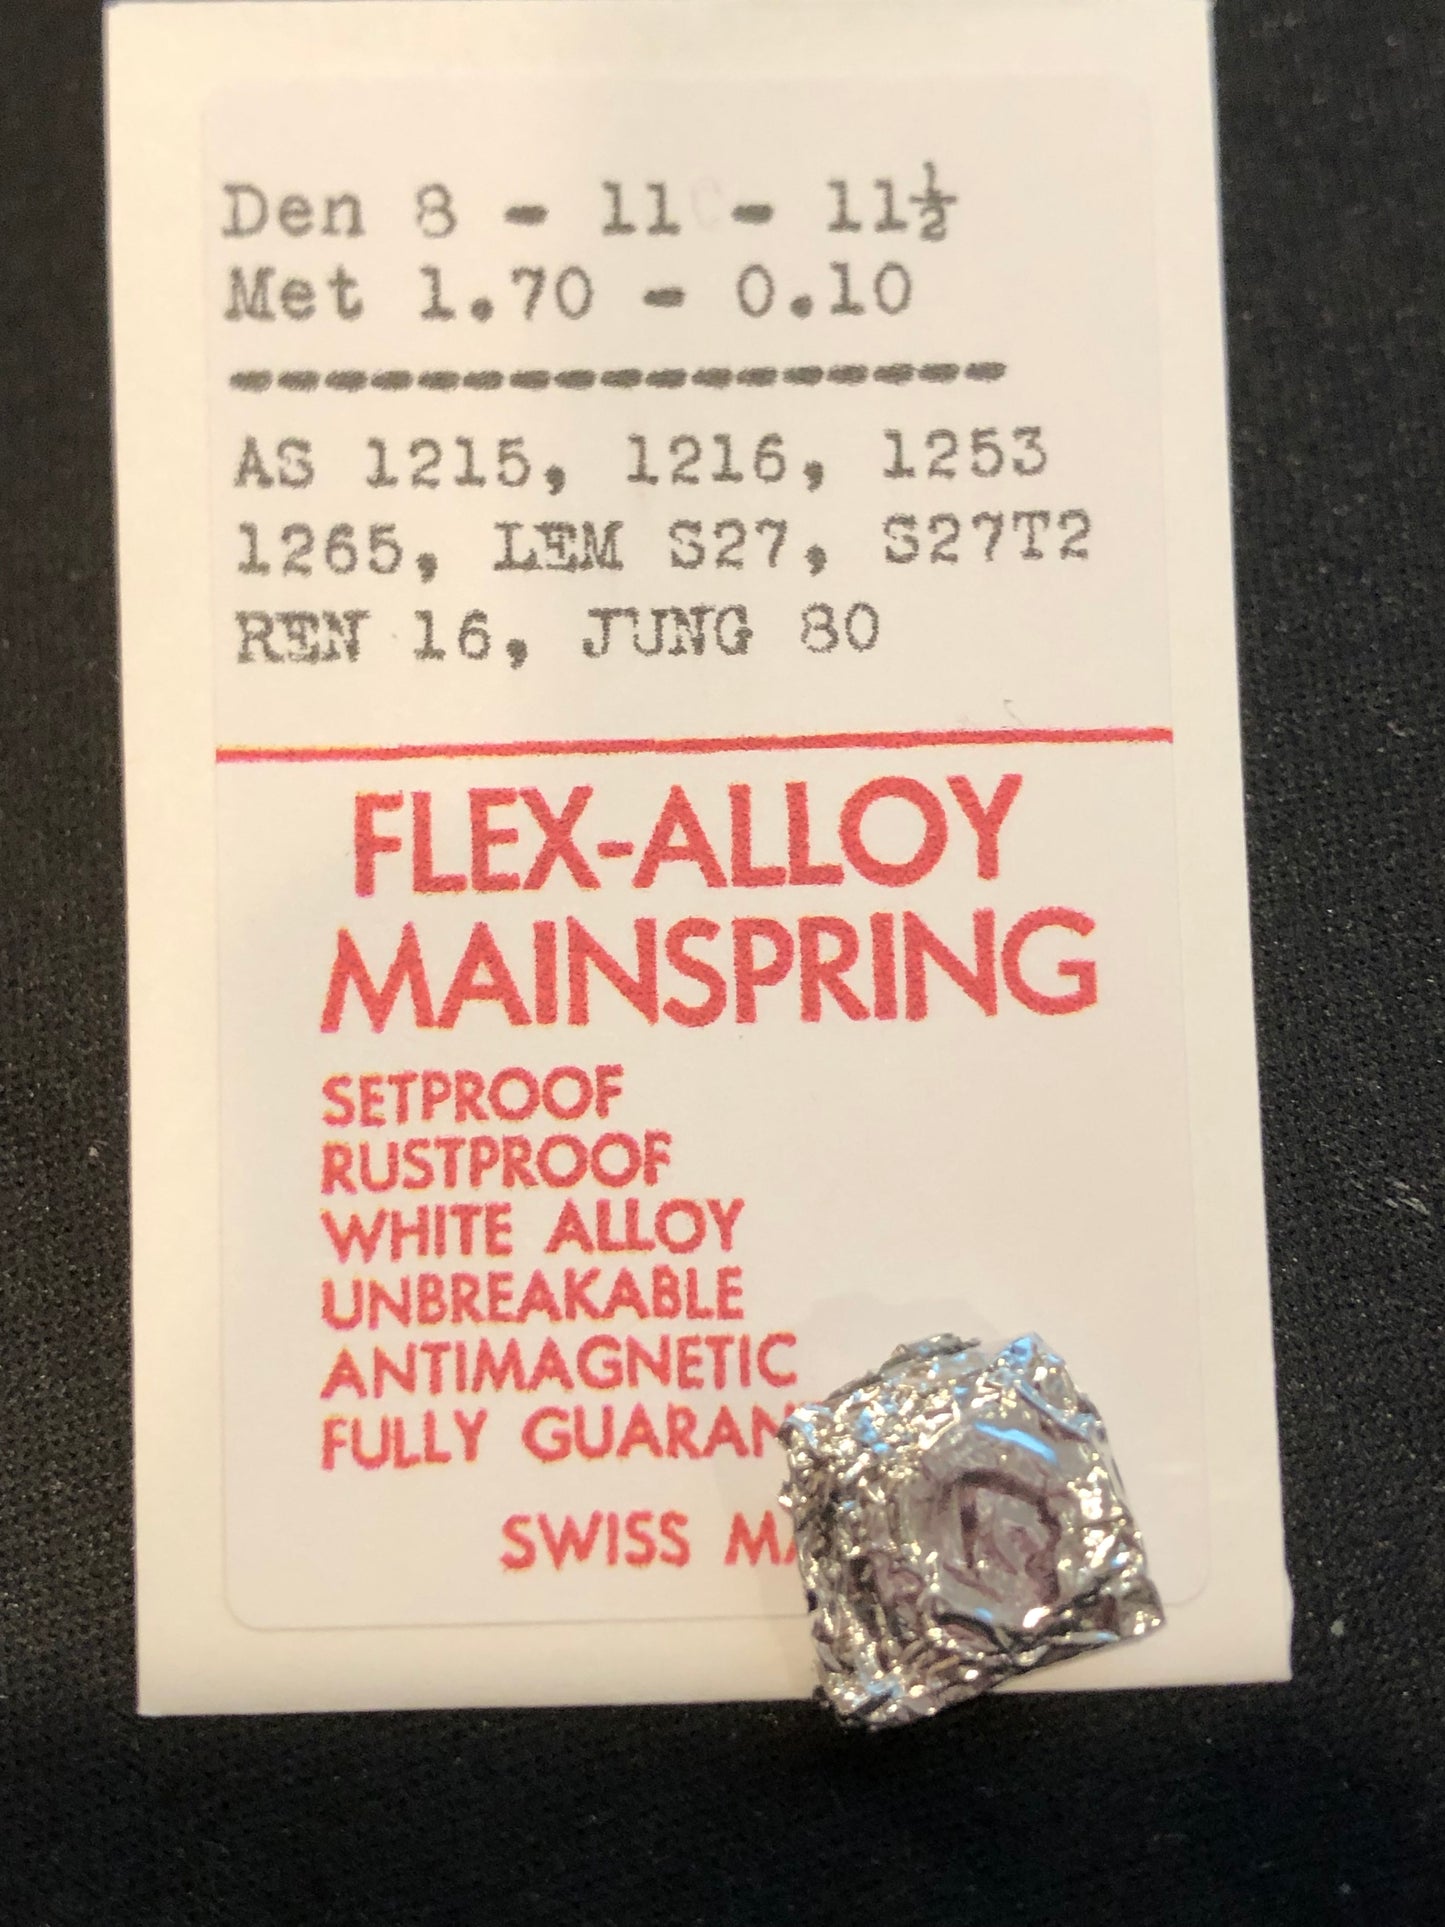 Den 8 - 11 - 11½
Met 1.70 - 0.10
-----------------
AS 1215, 1216, 1253
1265, LEM S27, S27T2
REN 16, JUNG 80
FLEX-ALLOY
MAINSPRING
SETPROOF
RUSTPROOF
WHITE ALLOY
UNBREAKABLE
ANTIMAGNETIC
FULLY
SWISS